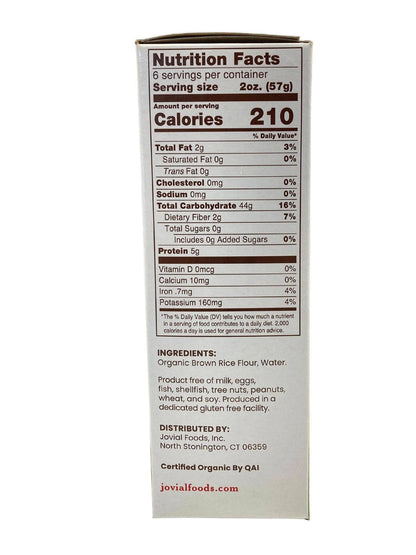 Nutrition Facts
6 servings per container
Serving size 2oz. (57g)
Amount per serving
Calories 210
% Daily Value*
Total Fat 2g 3%
Saturated Fat 0g 0%
Trans Fat 0g
Cholesterol 0mg 0%
Sodium 0mg 0%
Total Carbohydrate 44g 16%
Dietary Fiber 2g 7%
Total Sugars 0g
Includes 0g Added Sugars 0%
Protein 5g
Vitamin D 0mcg 0%
Calcium 10mg 0%
Iron .7mg 4%
Potassium 160mg 4%
*The % Daily Value (DV) tells you how much a nutrient
in a serving of food contributes to a daily diet. 2,000
calories a day is used for general nutrition advice.
INGREDIENTS:
Organic Brown Rice Flour, Water.
Product free of milk, eggs,
fish, shellfish, tree nuts, peanuts,
wheat, and soy. Produced in a
dedicated gluten free facility.
DISTRIBUTED BY:
Jovial Foods, Inc.
North Stonington, CT 06359
Certified Organic By QAI
jovialfoods.com